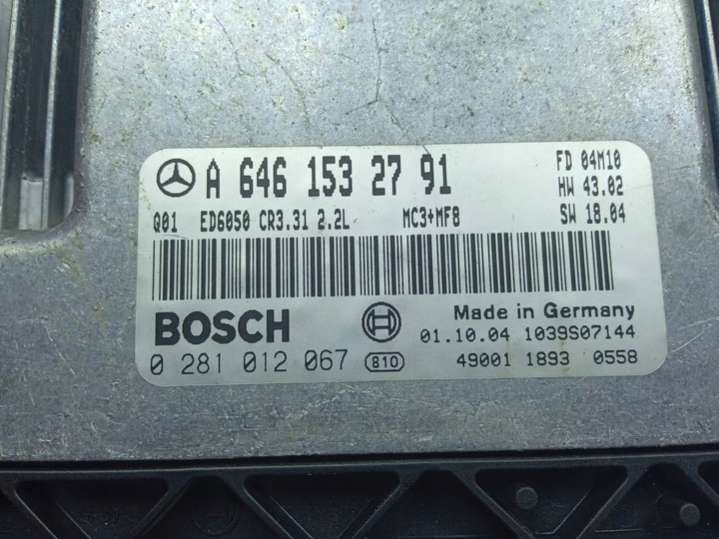 A 646 153 27 91
FD 04M10
HW 43.02
Q01 ED6050 CR3.31 2.2L MC3+MF8 SW 18.04
BOSCH
Made in Germany
01.10.04 1039S07144
0 281 012 067 810 49001 1893 0558